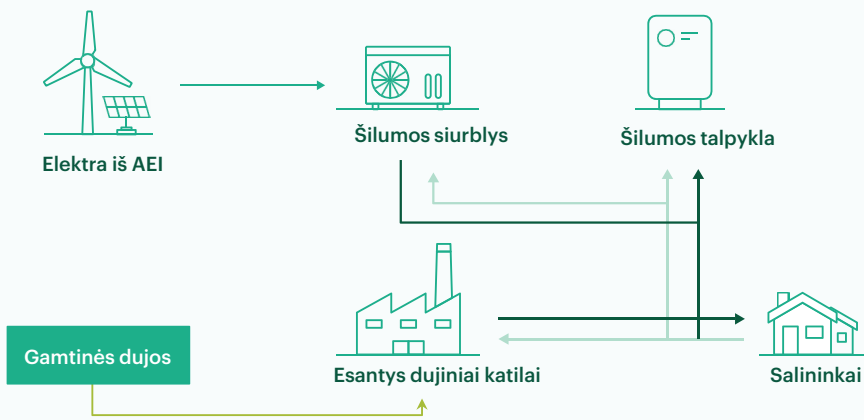 Elektra iš AEI
Šilumos siurblys
Šilumos talpykla
Gamtinės dujos
Esantys dujiniai katilai
Salininkai